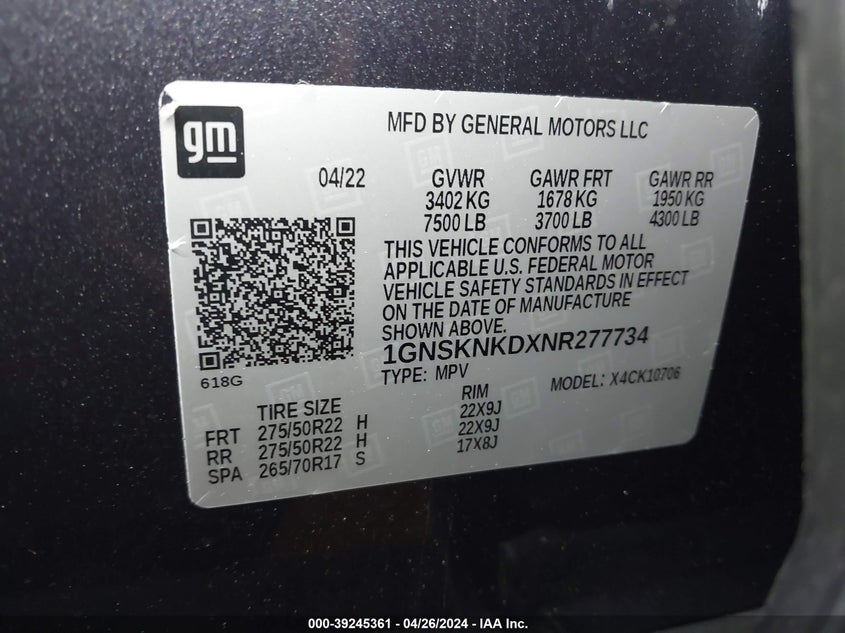 gm
MFD BY GENERAL MOTORS LLC
04/22 GVWR GAWR FRT GAWR RR
3402 KG 1678 KG 1950 KG
7500 LB 3700 LB 4300 LB
THIS VEHICLE CONFORMS TO ALL
APPLICABLE U.S. FEDERAL MOTOR
VEHICLE SAFETY STANDARDS IN EFFECT
ON THE DATE OF MANUFACTURE
SHOWN ABOVE.
1GNSKNKDXNR277734
TYPE: MPV MODEL: X4CK10706
618G
TIRE SIZE RIM
FRT 275/50R22 H 22X9J
RR 275/50R22 H 22X9J
SPA 265/70R17 S 17X8J
000-39245361 - 04/26/2024 - IAA Inc.